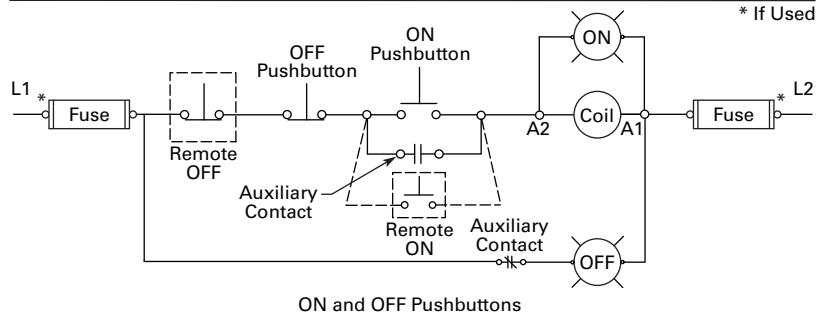 * If Used
ON
ON
Pushbutton
OFF
Pushbutton
L1
*
Fuse
Remote
OFF
A2
Coil
A1
Fuse
*
L2
Auxiliary
Contact
Remote
ON
Auxiliary
Contact
OFF
ON and OFF Pushbuttons